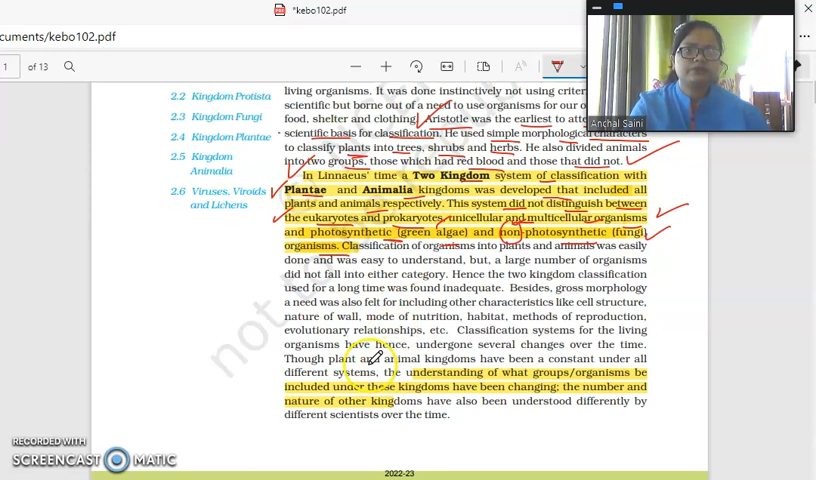 *kebo102.pdf
cuments/kebo102.pdf
1 of 13
Anchal Saini
2.2 Kingdom Protista
2.3 Kingdom Fungi
2.4 Kingdom Plantae
2.5 Kingdom
Animalia
2.6 Viruses, Viroids
and Lichens
living organisms. It was done instinctively not using criter
scientific but borne out of a need to use organisms for our o
food, shelter and clothing. Aristotle was the earliest to atte
scientific basis for classification. He used simple morphological characters
to classify plants into trees, shrubs and herbs. He also divided animals
into two groups, those which had red blood and those that did not.
In Linnaeus' time a Two Kingdom system of classification with
Plantae and Animalia kingdoms was developed that included all
plants and animals respectively. This system did not distinguish between
the eukaryotes and prokaryotes, unicellular and multicellular organisms
and photosynthetic (green algae) and non-photosynthetic (fungi)
organisms. Classification of organisms into plants and animals was easily
done and was easy to understand, but, a large number of organisms
did not fall into either category. Hence the two kingdom classification
used for a long time was found inadequate. Besides, gross morphology
a need was also felt for including other characteristics like cell structure,
nature of wall, mode of nutrition, habitat, methods of reproduction,
evolutionary relationships, etc. Classification systems for the living
organisms have hence, undergone several changes over the time.
Though plant and animal kingdoms have been a constant under all
different systems, the understanding of what groups/organisms be
included under these kingdoms have been changing; the number and
nature of other kingdoms have also been understood differently by
different scientists over the time.
RECORDED WITH
SCREENCAST MATIC
2022-23